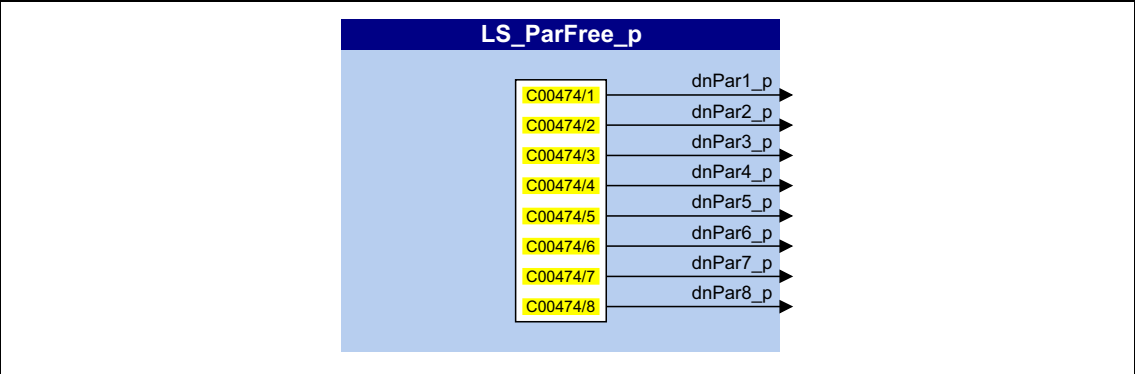 LS_ParFree_p
dnPar1_p
C00474/1
dnPar2_p
C00474/2
dnPar3_p
C00474/3
dnPar4_p
C00474/4
dnPar5_p
C00474/5
dnPar6_p
C00474/6
dnPar7_p
C00474/7
dnPar8_p
C00474/8